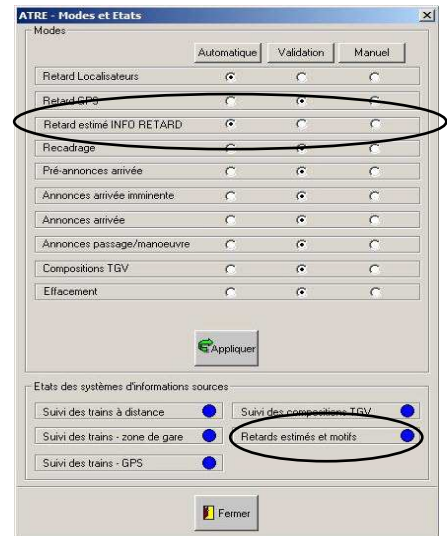 ATRE - Modes et Etats
Modes
Automatique Validation Manuel
Retard Localisateurs
Retard GPS
Retard estimé INFO RETARD
Recadrage
Pré-annonces arrivée
Annonces arrivée imminente
Annonces arrivée
Annonces passage/manoeuvre
Compositions TGV
Effacement
Appliquer
Etats des systèmes d'informations sources
Suivi des trains à distance Suivi des compositions TGV
Suivi des trains - zone de gare Retards estimés et motifs
Suivi des trains - GPS
Fermer